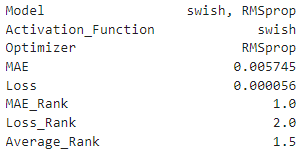 Model swish, RMSprop
Activation_Function swish
Optimizer RMSprop
MAE 0.005745
Loss 0.000056
MAE_Rank 1.0
Loss_Rank 2.0
Average_Rank 1.5